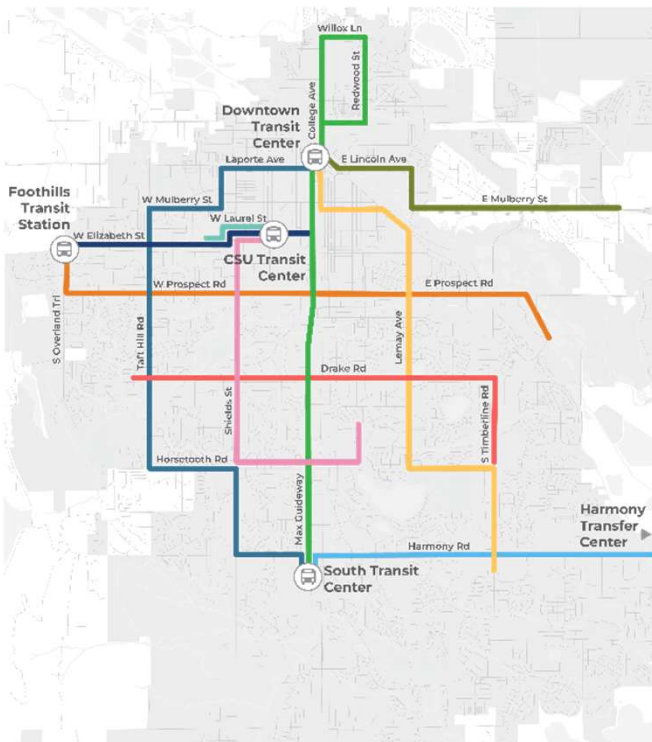 Willox Ln
Redwood St
College Ave
Downtown
Transit
Center
Laporte Ave
E Lincoln Ave
Foothills
Transit
Station
W Mulberry St
E Mulberry St
W Laurel St
W Elizabeth St
CSU Transit
Center
W Prospect Rd
E Prospect Rd
S Overland Trl
Taft Hill Rd
Lemay Ave
Drake Rd
Shields St
S Timberline Rd
Horsetooth Rd
Max Guideway
Harmony
Transfer
Center
Harmony Rd
South Transit
Center